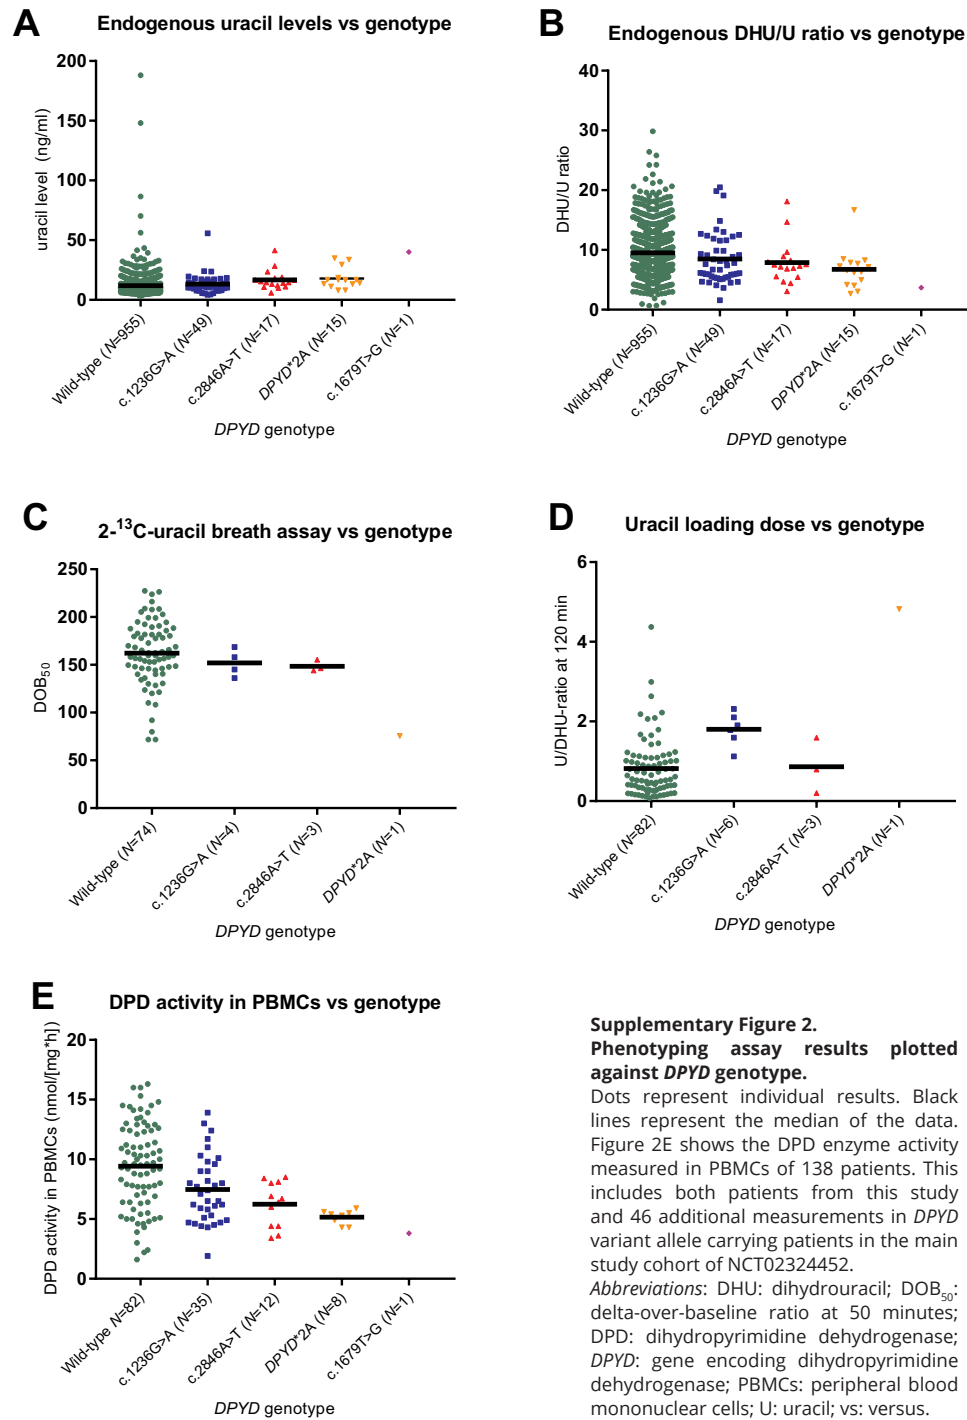 A
Endogenous uracil levels vs genotype
uracil level (ng/ml)
200
150
100
50
0
Wild-type (N=955)
c.1236G>A (N=49)
c.2846A>T (N=17)
DPYD*2A (N=15)
c.1679T>G (N=1)
DPYD genotype
B
Endogenous DHU/U ratio vs genotype
DHU/U ratio
40
30
20
10
0
Wild-type (N=955)
c.1236G>A (N=49)
c.2846A>T (N=17)
DPYD*2A (N=15)
c.1679T>G (N=1)
DPYD genotype
C
2-¹³C-uracil breath assay vs genotype
DOB₅₀
250
200
150
100
50
0
Wild-type (N=74)
c.1236G>A (N=4)
c.2846A>T (N=3)
DPYD*2A (N=1)
DPYD genotype
D
Uracil loading dose vs genotype
U/DHU-ratio at 120 min
6
4
2
0
Wild-type (N=82)
c.1236G>A (N=6)
c.2846A>T (N=3)
DPYD*2A (N=1)
DPYD genotype
E
DPD activity in PBMCs vs genotype
DPD activity in PBMCs (nmol/[mg*h])
20
15
10
5
0
Wild-type N=82)
c.1236G>A (N=35)
c.2846A>T (N=12)
DPYD*2A (N=8)
c.1679T>G (N=1)
DPYD genotype
Supplementary Figure 2.
Phenotyping assay results plotted
against DPYD genotype.
Dots represent individual results. Black
lines represent the median of the data.
Figure 2E shows the DPD enzyme activity
measured in PBMCs of 138 patients. This
includes both patients from this study
and 46 additional measurements in DPYD
variant allele carrying patients in the main
study cohort of NCT02324452.
Abbreviations: DHU: dihydrouracil; DOB₅₀:
delta-over-baseline ratio at 50 minutes;
DPD: dihydropyrimidine dehydrogenase;
DPYD: gene encoding dihydropyrimidine
dehydrogenase; PBMCs: peripheral blood
mononuclear cells; U: uracil; vs: versus.